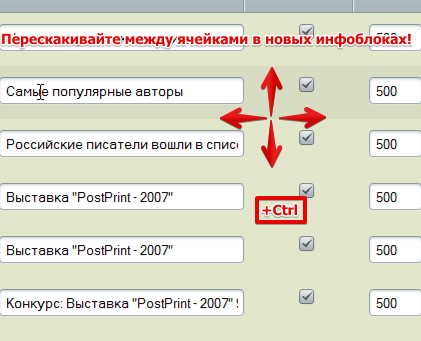 Перескакивайте между ячейками в новых инфоблоках!
Самые популярные авторы 500
Российские писатели вошли в списо 500
+Ctrl
Выставка "PostPrint - 2007" 500
Выставка "PostPrint - 2007" 500
Конкурс: Выставка "PostPrint - 2007" 500